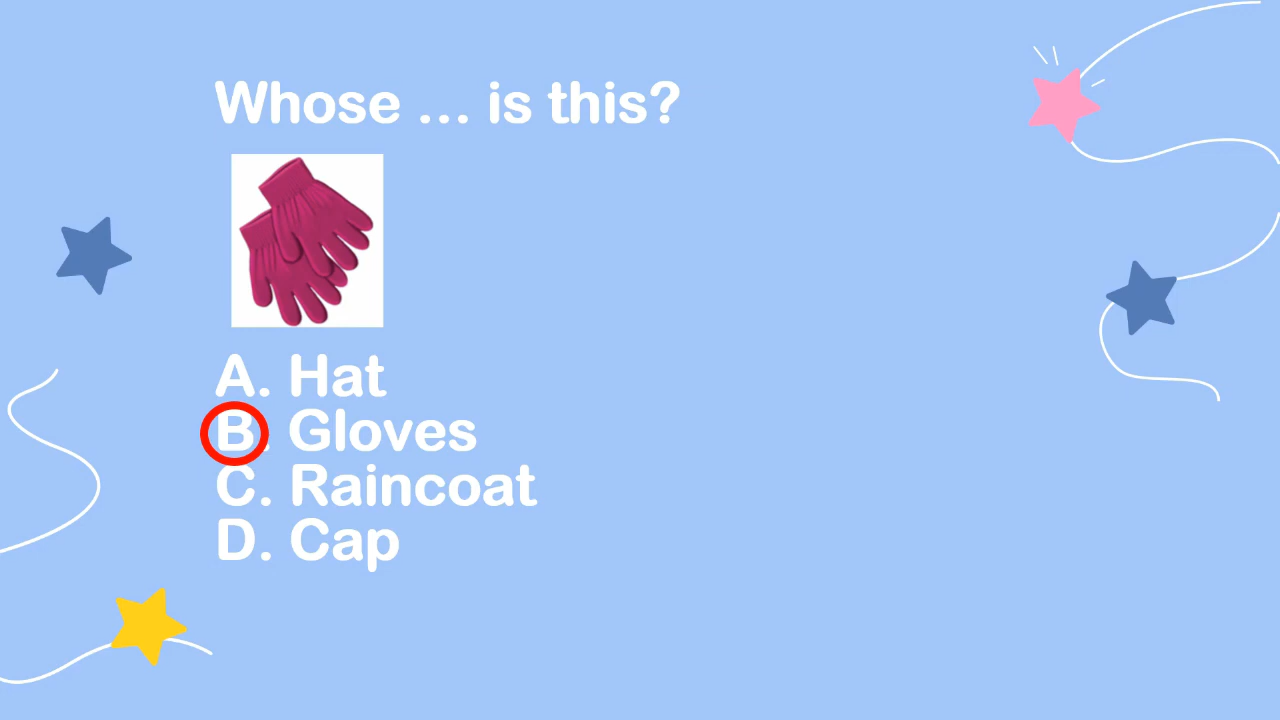 Whose ... is this?
A. Hat
B. Gloves
C. Raincoat
D. Cap